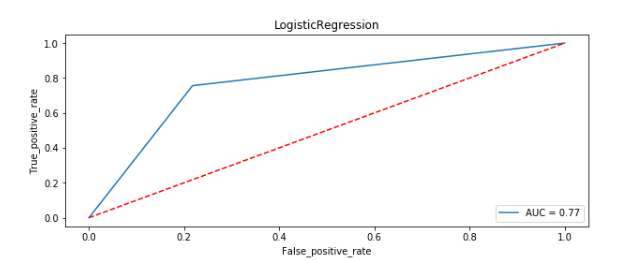 LogisticRegression
1.0
0.8
0.6
0.4
0.2
0.0
True_positive_rate
AUC = 0.77
0.0 0.2 0.4 0.6 0.8 1.0
False_positive_rate